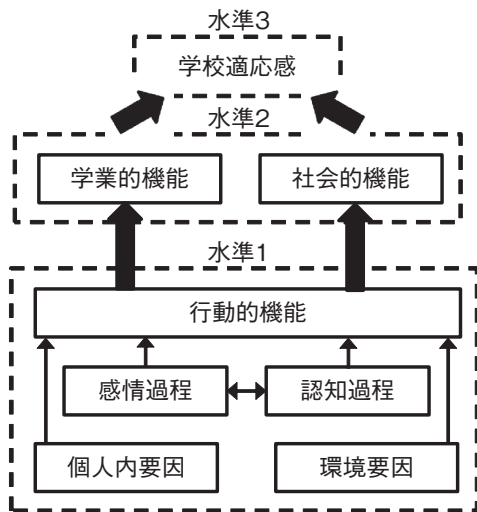 水準3
学校適応感
水準2
学業的機能
社会的機能
水準1
行動的機能
感情過程
認知過程
個人内要因
環境要因